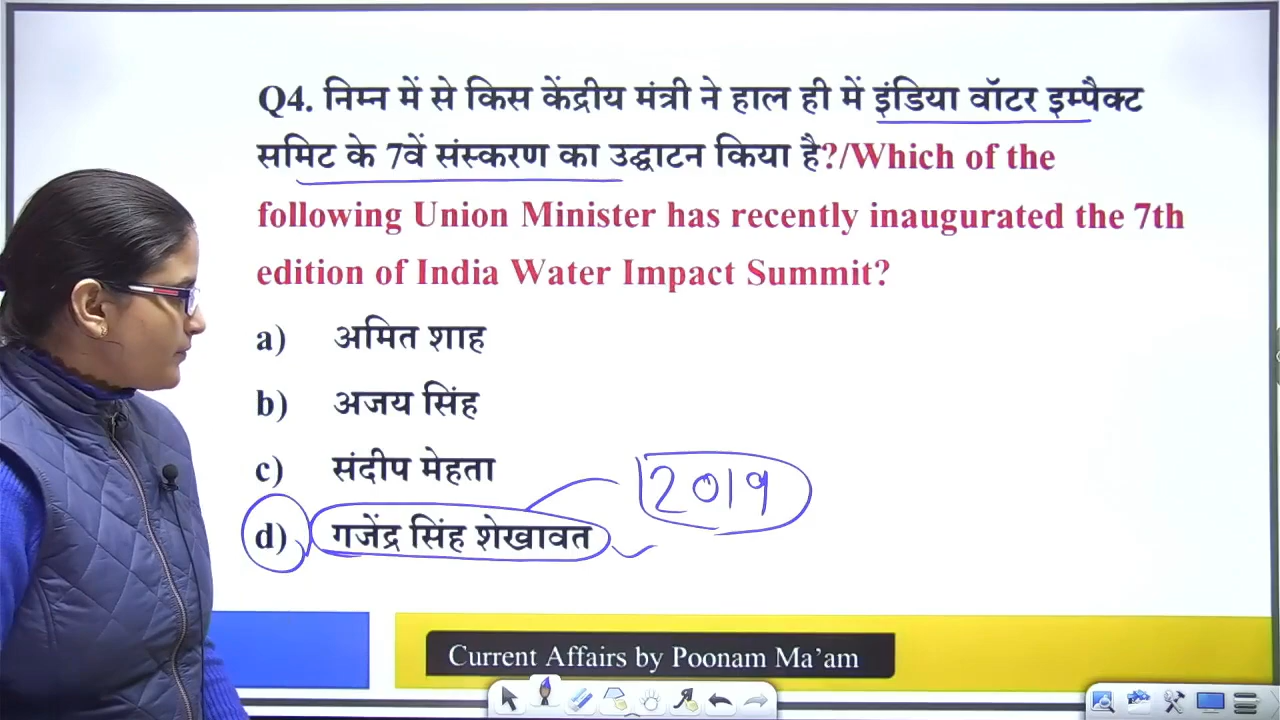 Q4. निम्न में से किस केंद्रीय मंत्री ने हाल ही में इंडिया वॉटर इम्पैक्ट
समिट के 7वें संस्करण का उद्घाटन किया है?/Which of the
following Union Minister has recently inaugurated the 7th
edition of India Water Impact Summit?
a) अमित शाह
b) अजय सिंह
c) संदीप मेहता
2019
d) गजेंद्र सिंह शेखावत
Current Affairs by Poonam Ma'am